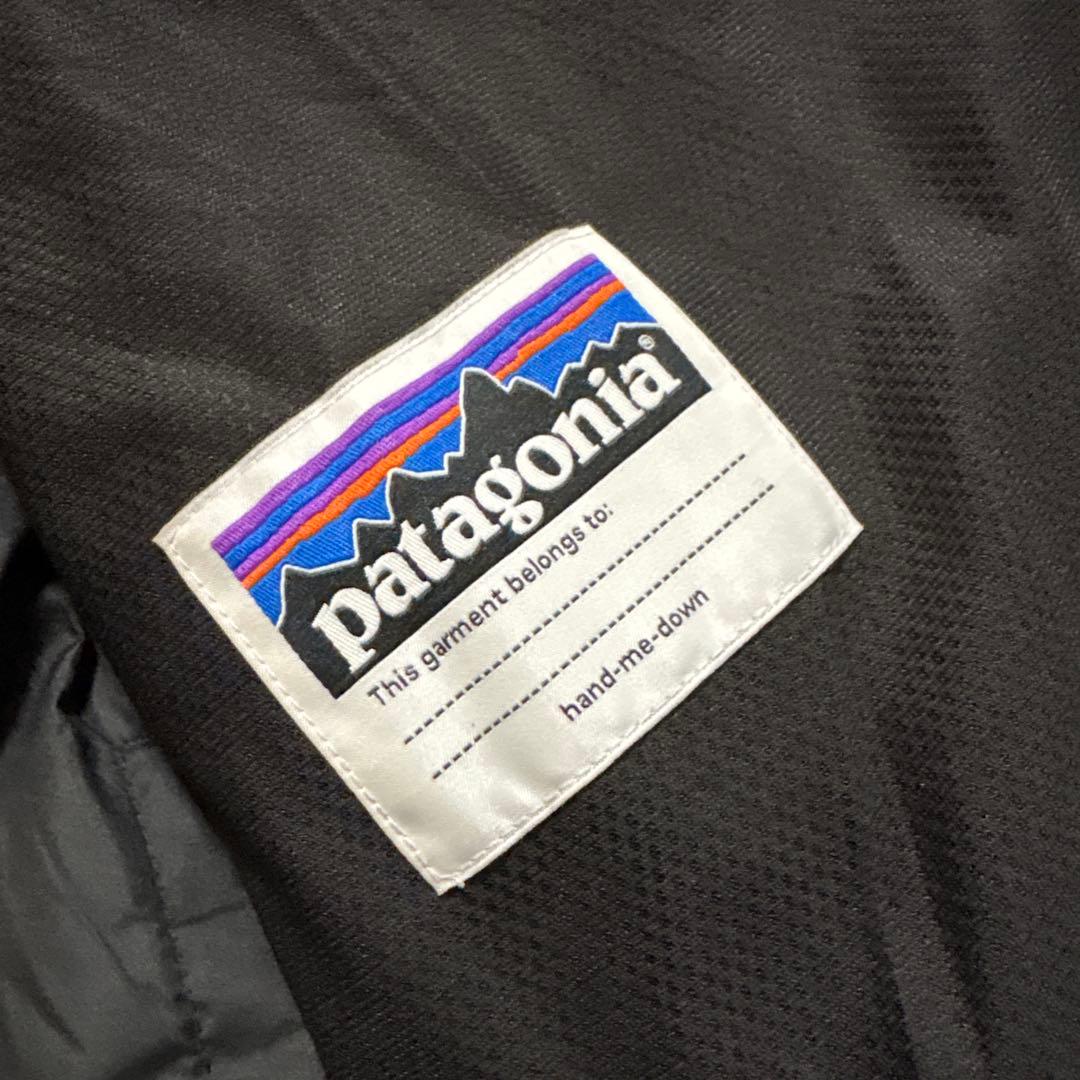 patagonia®
This garment belongs to:
hand-me-down